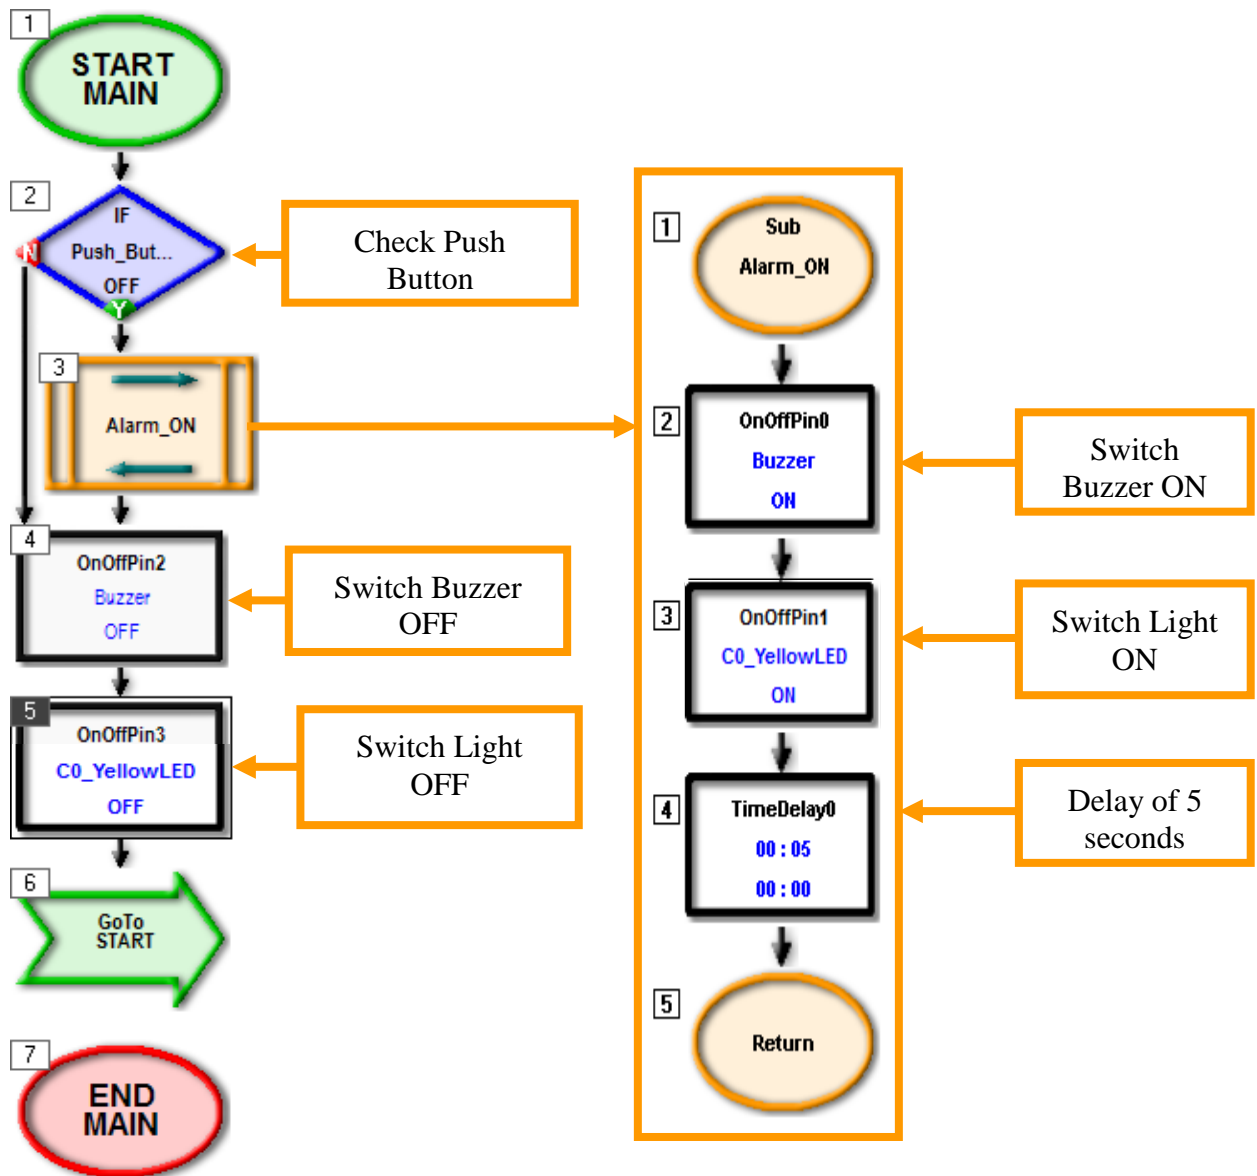 1
START
MAIN
2
IF
Push_But...
OFF
N
Y
Check Push
Button
3
Alarm_ON
4
OnOffPin2
Buzzer
OFF
Switch Buzzer
OFF
5
OnOffPin3
C0_YellowLED
OFF
Switch Light
OFF
6
GoTo
START
7
END
MAIN
1
Sub
Alarm_ON
2
OnOffPin0
Buzzer
ON
Switch
Buzzer ON
3
OnOffPin1
C0_YellowLED
ON
Switch Light
ON
4
TimeDelay0
00 : 05
00 : 00
Delay of 5
seconds
5
Return